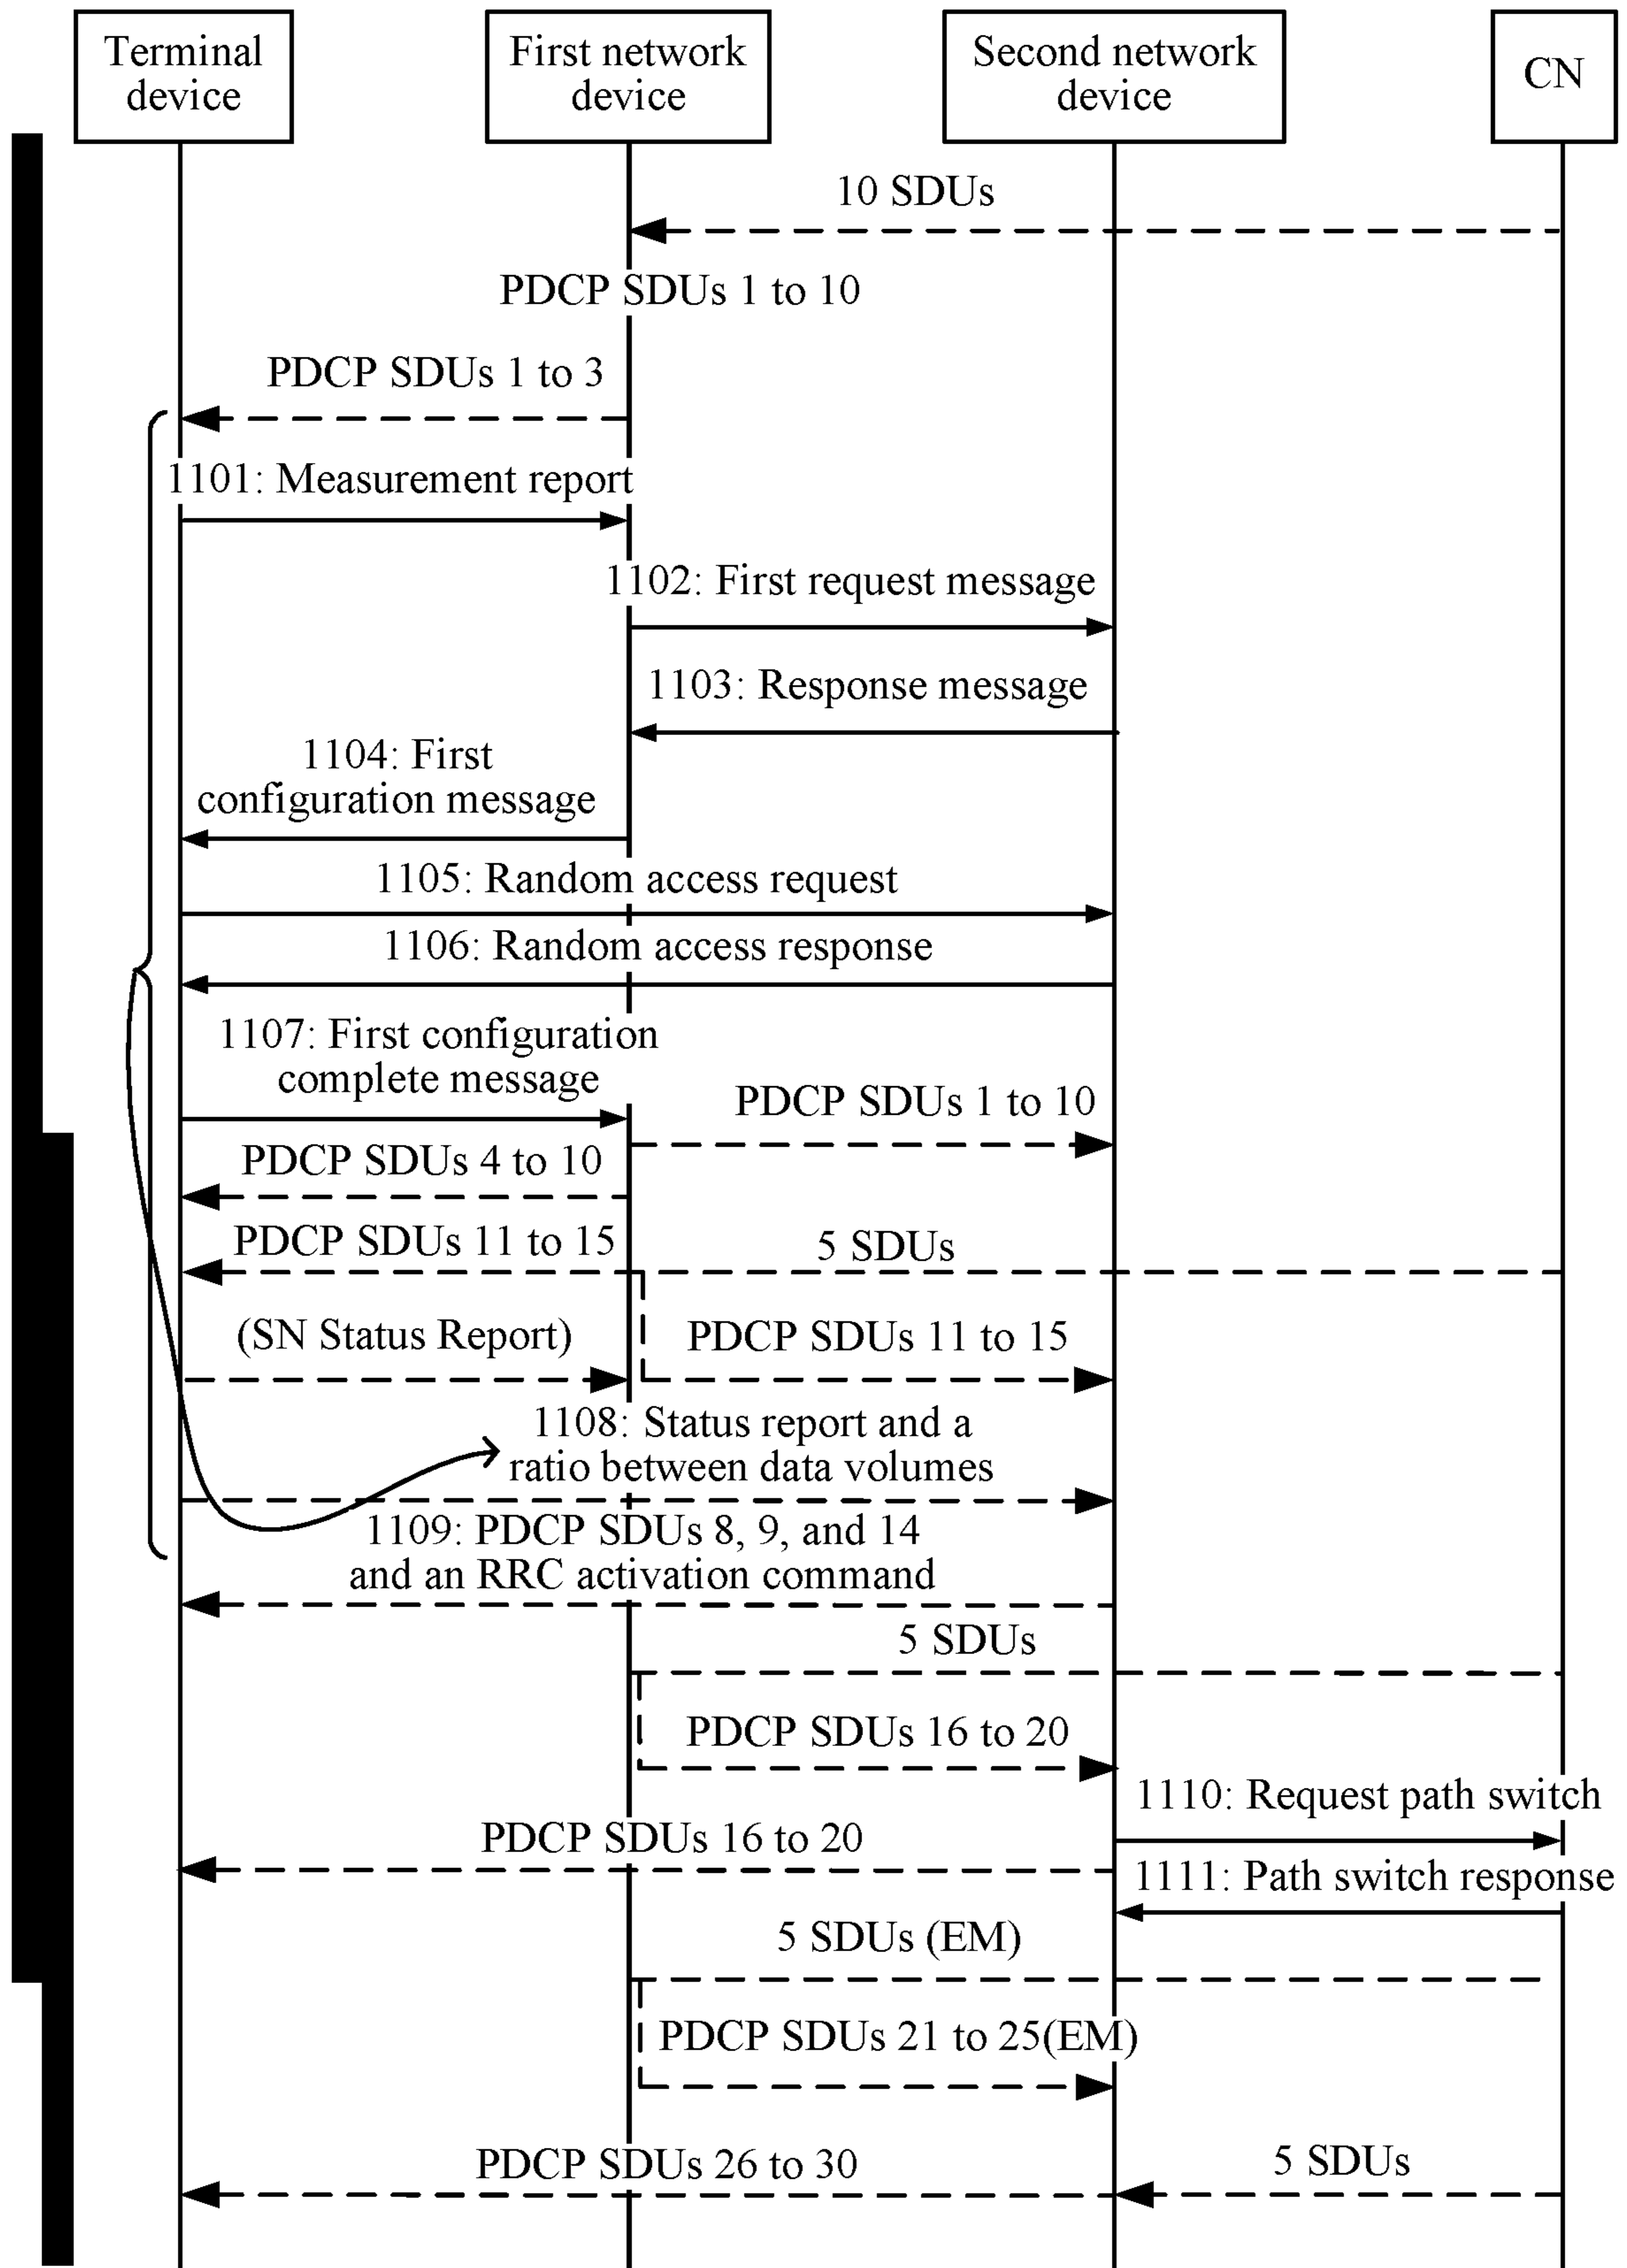 Terminal
device
First network
device
Second network
device
CN
10 SDUs
PDCP SDUs 1 to 10
PDCP SDUs 1 to 3
1101: Measurement report
1102: First request message
1103: Response message
1104: First
configuration message
1105: Random access request
1106: Random access response
1107: First configuration
complete message
PDCP SDUs 1 to 10
PDCP SDUs 4 to 10
PDCP SDUs 11 to 15
5 SDUs
(SN Status Report)
PDCP SDUs 11 to 15
1108: Status report and a
ratio between data volumes
1109: PDCP SDUs 8, 9, and 14
and an RRC activation command
5 SDUs
PDCP SDUs 16 to 20
1110: Request path switch
PDCP SDUs 16 to 20
1111: Path switch response
5 SDUs (EM)
PDCP SDUs 21 to 25(EM)
PDCP SDUs 26 to 30
5 SDUs